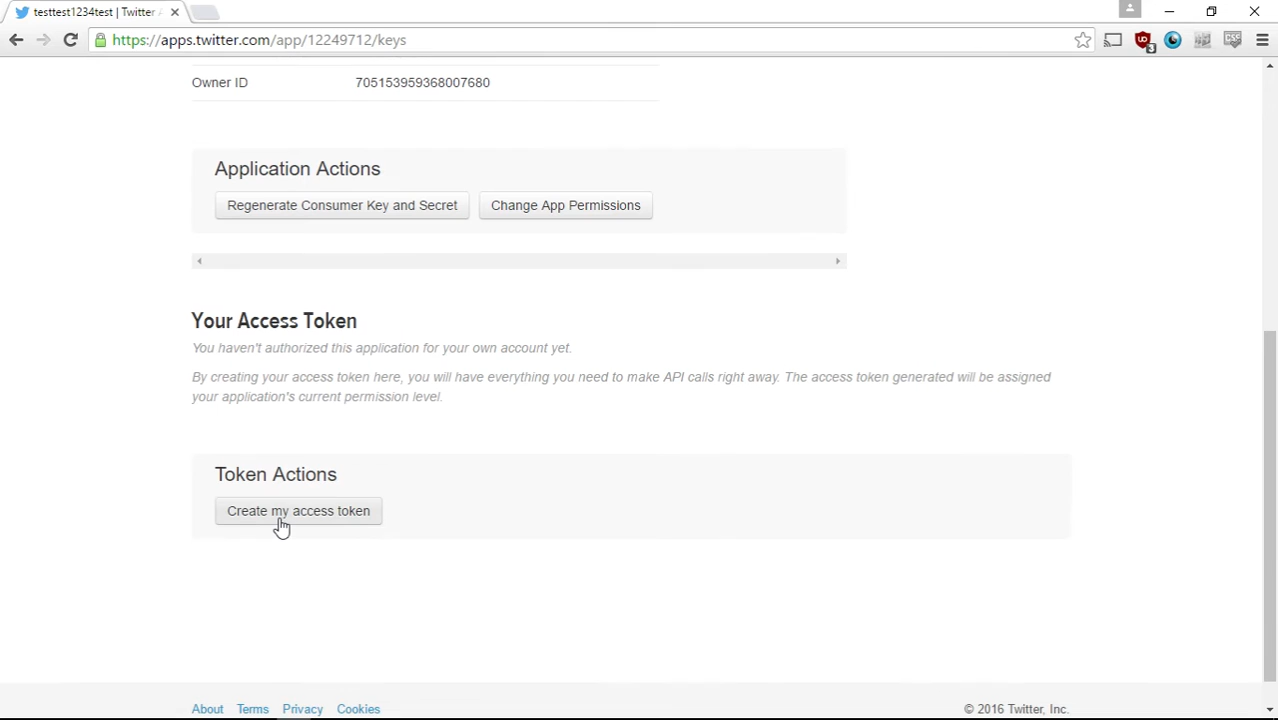 testtest1234test | Twitter
https://apps.twitter.com/app/12249712/keys
3
Owner ID 705153959368007680
Application Actions
Regenerate Consumer Key and Secret Change App Permissions
Your Access Token
You haven't authorized this application for your own account yet.
By creating your access token here, you will have everything you need to make API calls right away. The access token generated will be assigned
your application's current permission level.
Token Actions
Create my access token
About Terms Privacy Cookies © 2016 Twitter, Inc.